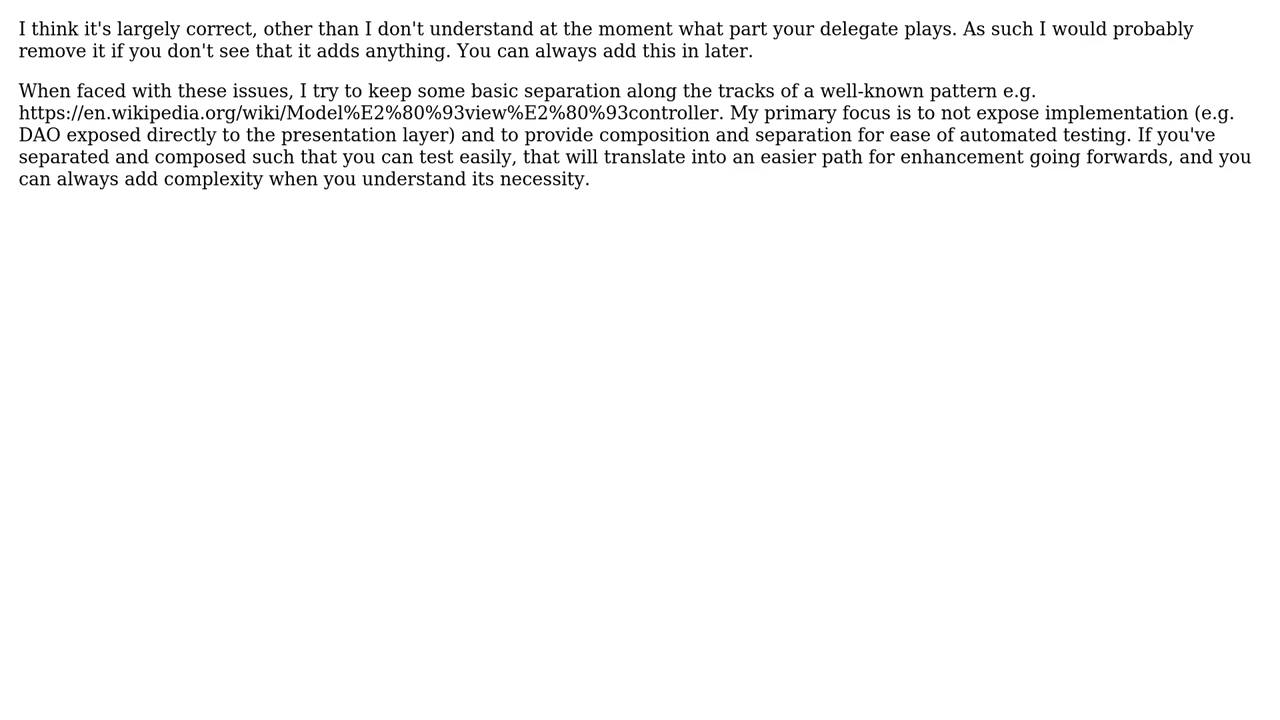 I think it's largely correct, other than I don't understand at the moment what part your delegate plays. As such I would probably
remove it if you don't see that it adds anything. You can always add this in later.
When faced with these issues, I try to keep some basic separation along the tracks of a well-known pattern e.g.
https://en.wikipedia.org/wiki/Model%E2%80%93view%E2%80%93controller. My primary focus is to not expose implementation (e.g.
DAO exposed directly to the presentation layer) and to provide composition and separation for ease of automated testing. If you've
separated and composed such that you can test easily, that will translate into an easier path for enhancement going forwards, and you
can always add complexity when you understand its necessity.